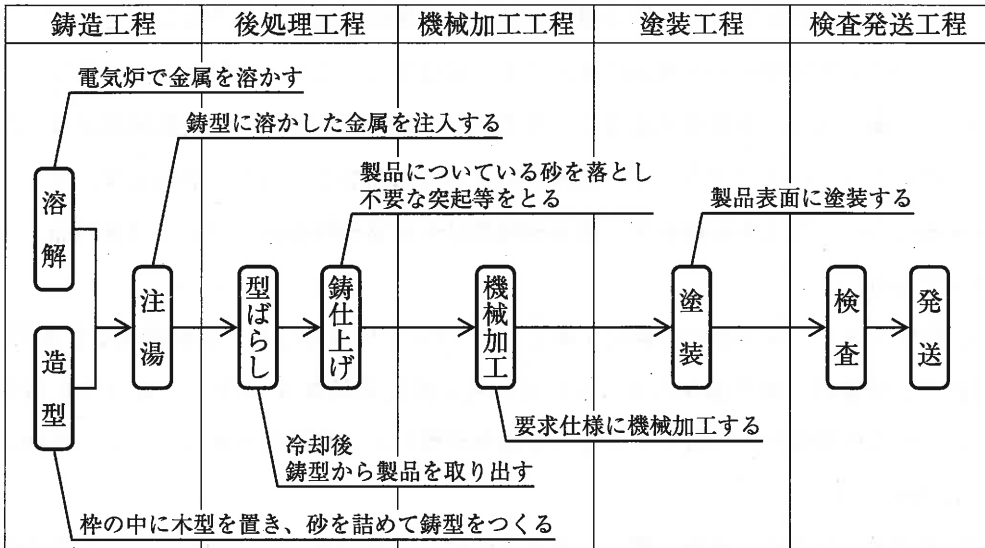 鋳造工程
後処理工程
機械加工工程
塗装工程
検査発送工程
電気炉で金属を溶かす
鋳型に溶かした金属を注入する
製品についている砂を落とし
不要な突起等をとる
製品表面に塗装する
溶解
造型
注湯
型ばらし
鋳仕上げ
機械加工
塗装
検査
発送
要求仕様に機械加工する
冷却後
鋳型から製品を取り出す
枠の中に木型を置き、砂を詰めて鋳型をつくる